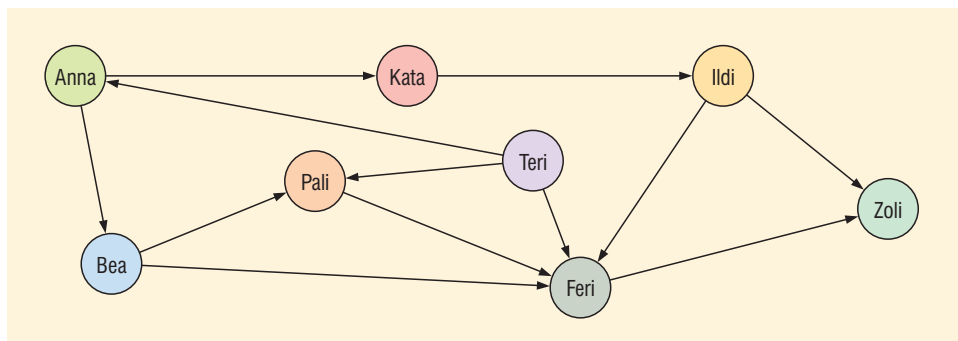 Anna
Kata
Ildi
Teri
Pali
Zoli
Bea
Feri